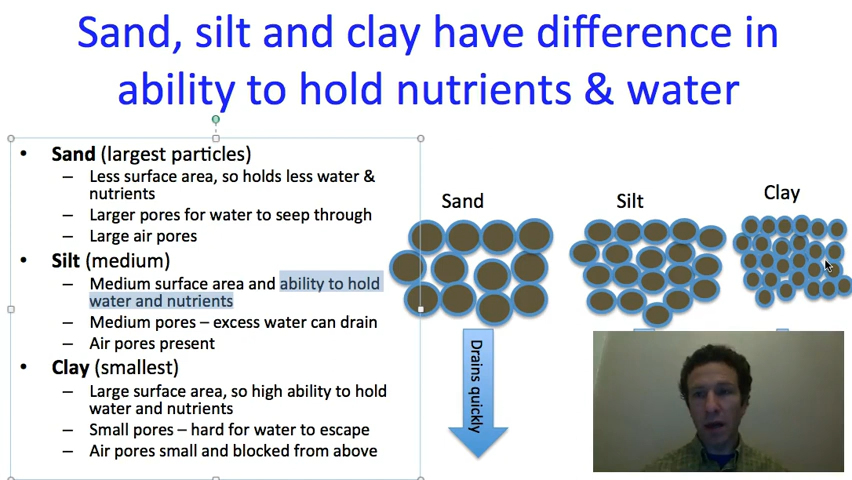 Sand, silt and clay have difference in
ability to hold nutrients & water
• Sand (largest particles)
– Less surface area, so holds less water &
nutrients
– Larger pores for water to seep through
– Large air pores
• Silt (medium)
– Medium surface area and ability to hold
water and nutrients
– Medium pores – excess water can drain
– Air pores present
• Clay (smallest)
– Large surface area, so high ability to hold
water and nutrients
– Small pores – hard for water to escape
– Air pores small and blocked from above
Sand
Silt
Clay
Drains quickly